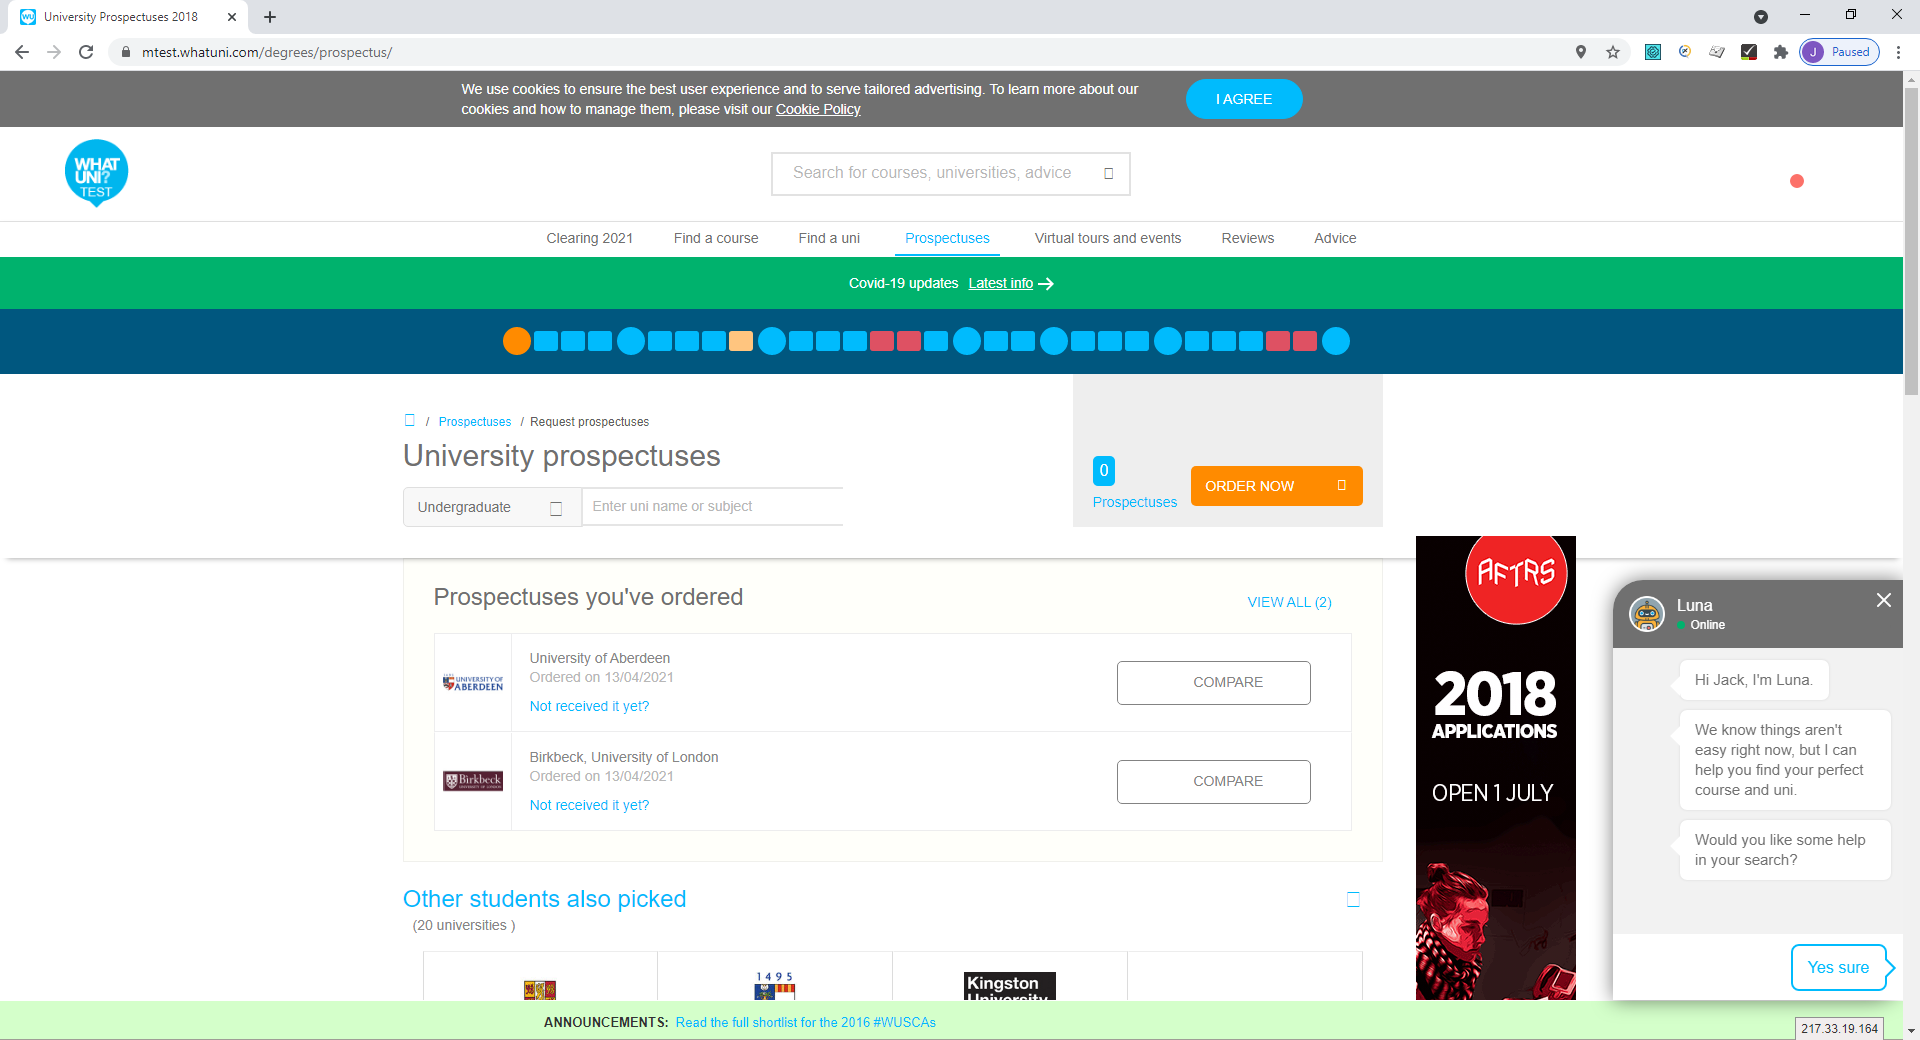 University Prospectuses 2018
mtest.whatuni.com/degrees/prospectus/
J Paused
We use cookies to ensure the best user experience and to serve tailored advertising. To learn more about our
cookies and how to manage them, please visit our Cookie Policy
I AGREE
WHAT
UNI?
TEST
Search for courses, universities, advice
Clearing 2021 Find a course Find a uni Prospectuses Virtual tours and events Reviews Advice
Covid-19 updates Latest info
/ Prospectuses / Request prospectuses
University prospectuses
Undergraduate
Enter uni name or subject
0
Prospectuses
ORDER NOW
Prospectuses you've ordered
VIEW ALL (2)
UNIVERSITY OF
ABERDEEN
University of Aberdeen
Ordered on 13/04/2021
Not received it yet?
COMPARE
Birkbeck
UNIVERSITY OF LONDON
Birkbeck, University of London
Ordered on 13/04/2021
Not received it yet?
COMPARE
Other students also picked
(20 universities )
1495
Kingston
University
AFTRS
2018
APPLICATIONS
OPEN 1 JULY
Luna
Online
Hi Jack, I'm Luna.
We know things aren't
easy right now, but I can
help you find your perfect
course and uni.
Would you like some help
in your search?
Yes sure
ANNOUNCEMENTS: Read the full shortlist for the 2016 #WUSCAs
217.33.19.164